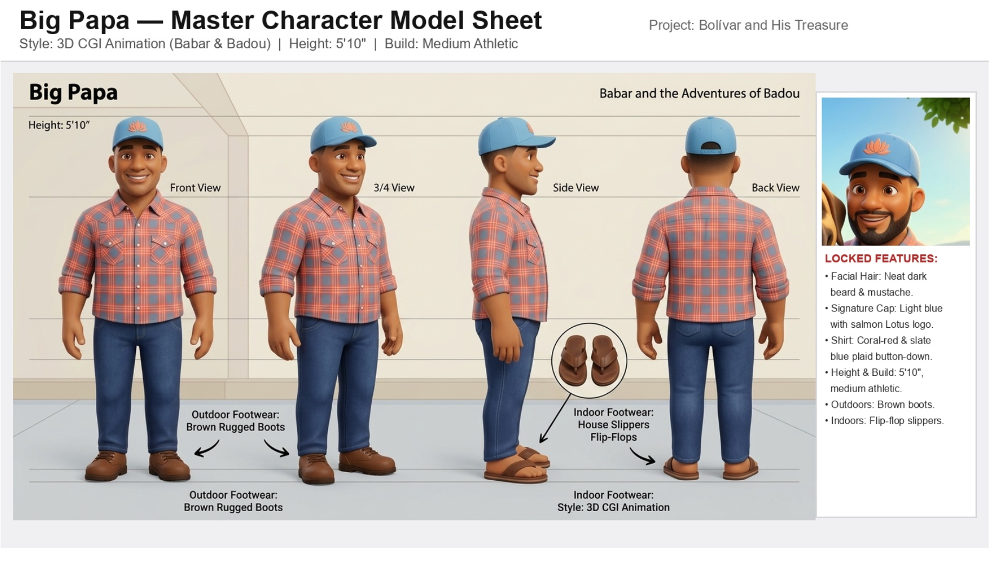 Big Papa — Master Character Model Sheet
Project: Bolívar and His Treasure
Style: 3D CGI Animation (Babar & Badou) | Height: 5'10" | Build: Medium Athletic
Big Papa
Babar and the Adventures of Badou
Height: 5'10”
Front View
3/4 View
Side View
Back View
Outdoor Footwear:
Brown Rugged Boots
Indoor Footwear:
House Slippers
Flip-Flops
Outdoor Footwear:
Brown Rugged Boots
Indoor Footwear:
Style: 3D CGI Animation
LOCKED FEATURES:
• Facial Hair: Neat dark
beard & mustache.
• Signature Cap: Light blue
with salmon Lotus logo.
• Shirt: Coral-red & slate
blue plaid button-down.
• Height & Build: 5'10",
medium athletic.
• Outdoors: Brown boots.
• Indoors: Flip-flop slippers.